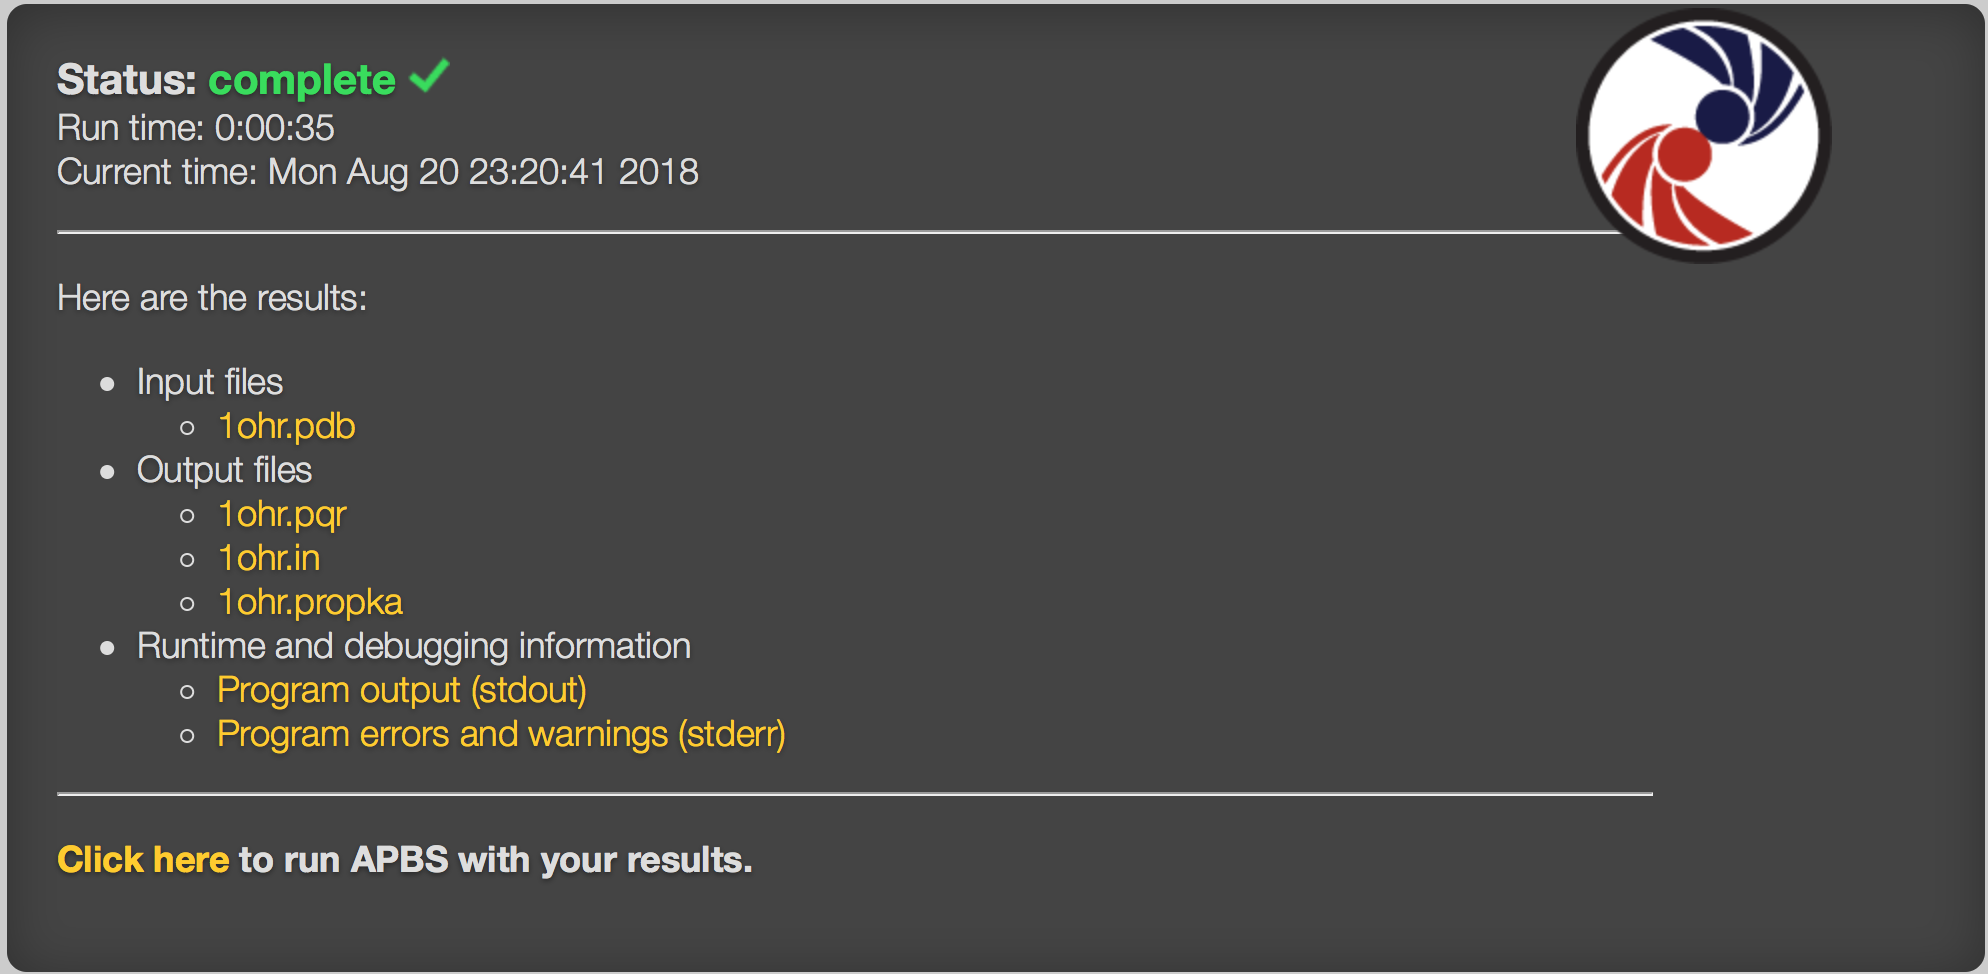 Status: complete
Run time: 0:00:35
Current time: Mon Aug 20 23:20:41 2018
Here are the results:
Input files
1ohr.pdb
Output files
1ohr.pqr
1ohr.in
1ohr.propka
Runtime and debugging information
Program output (stdout)
Program errors and warnings (stderr)
Click here to run APBS with your results.